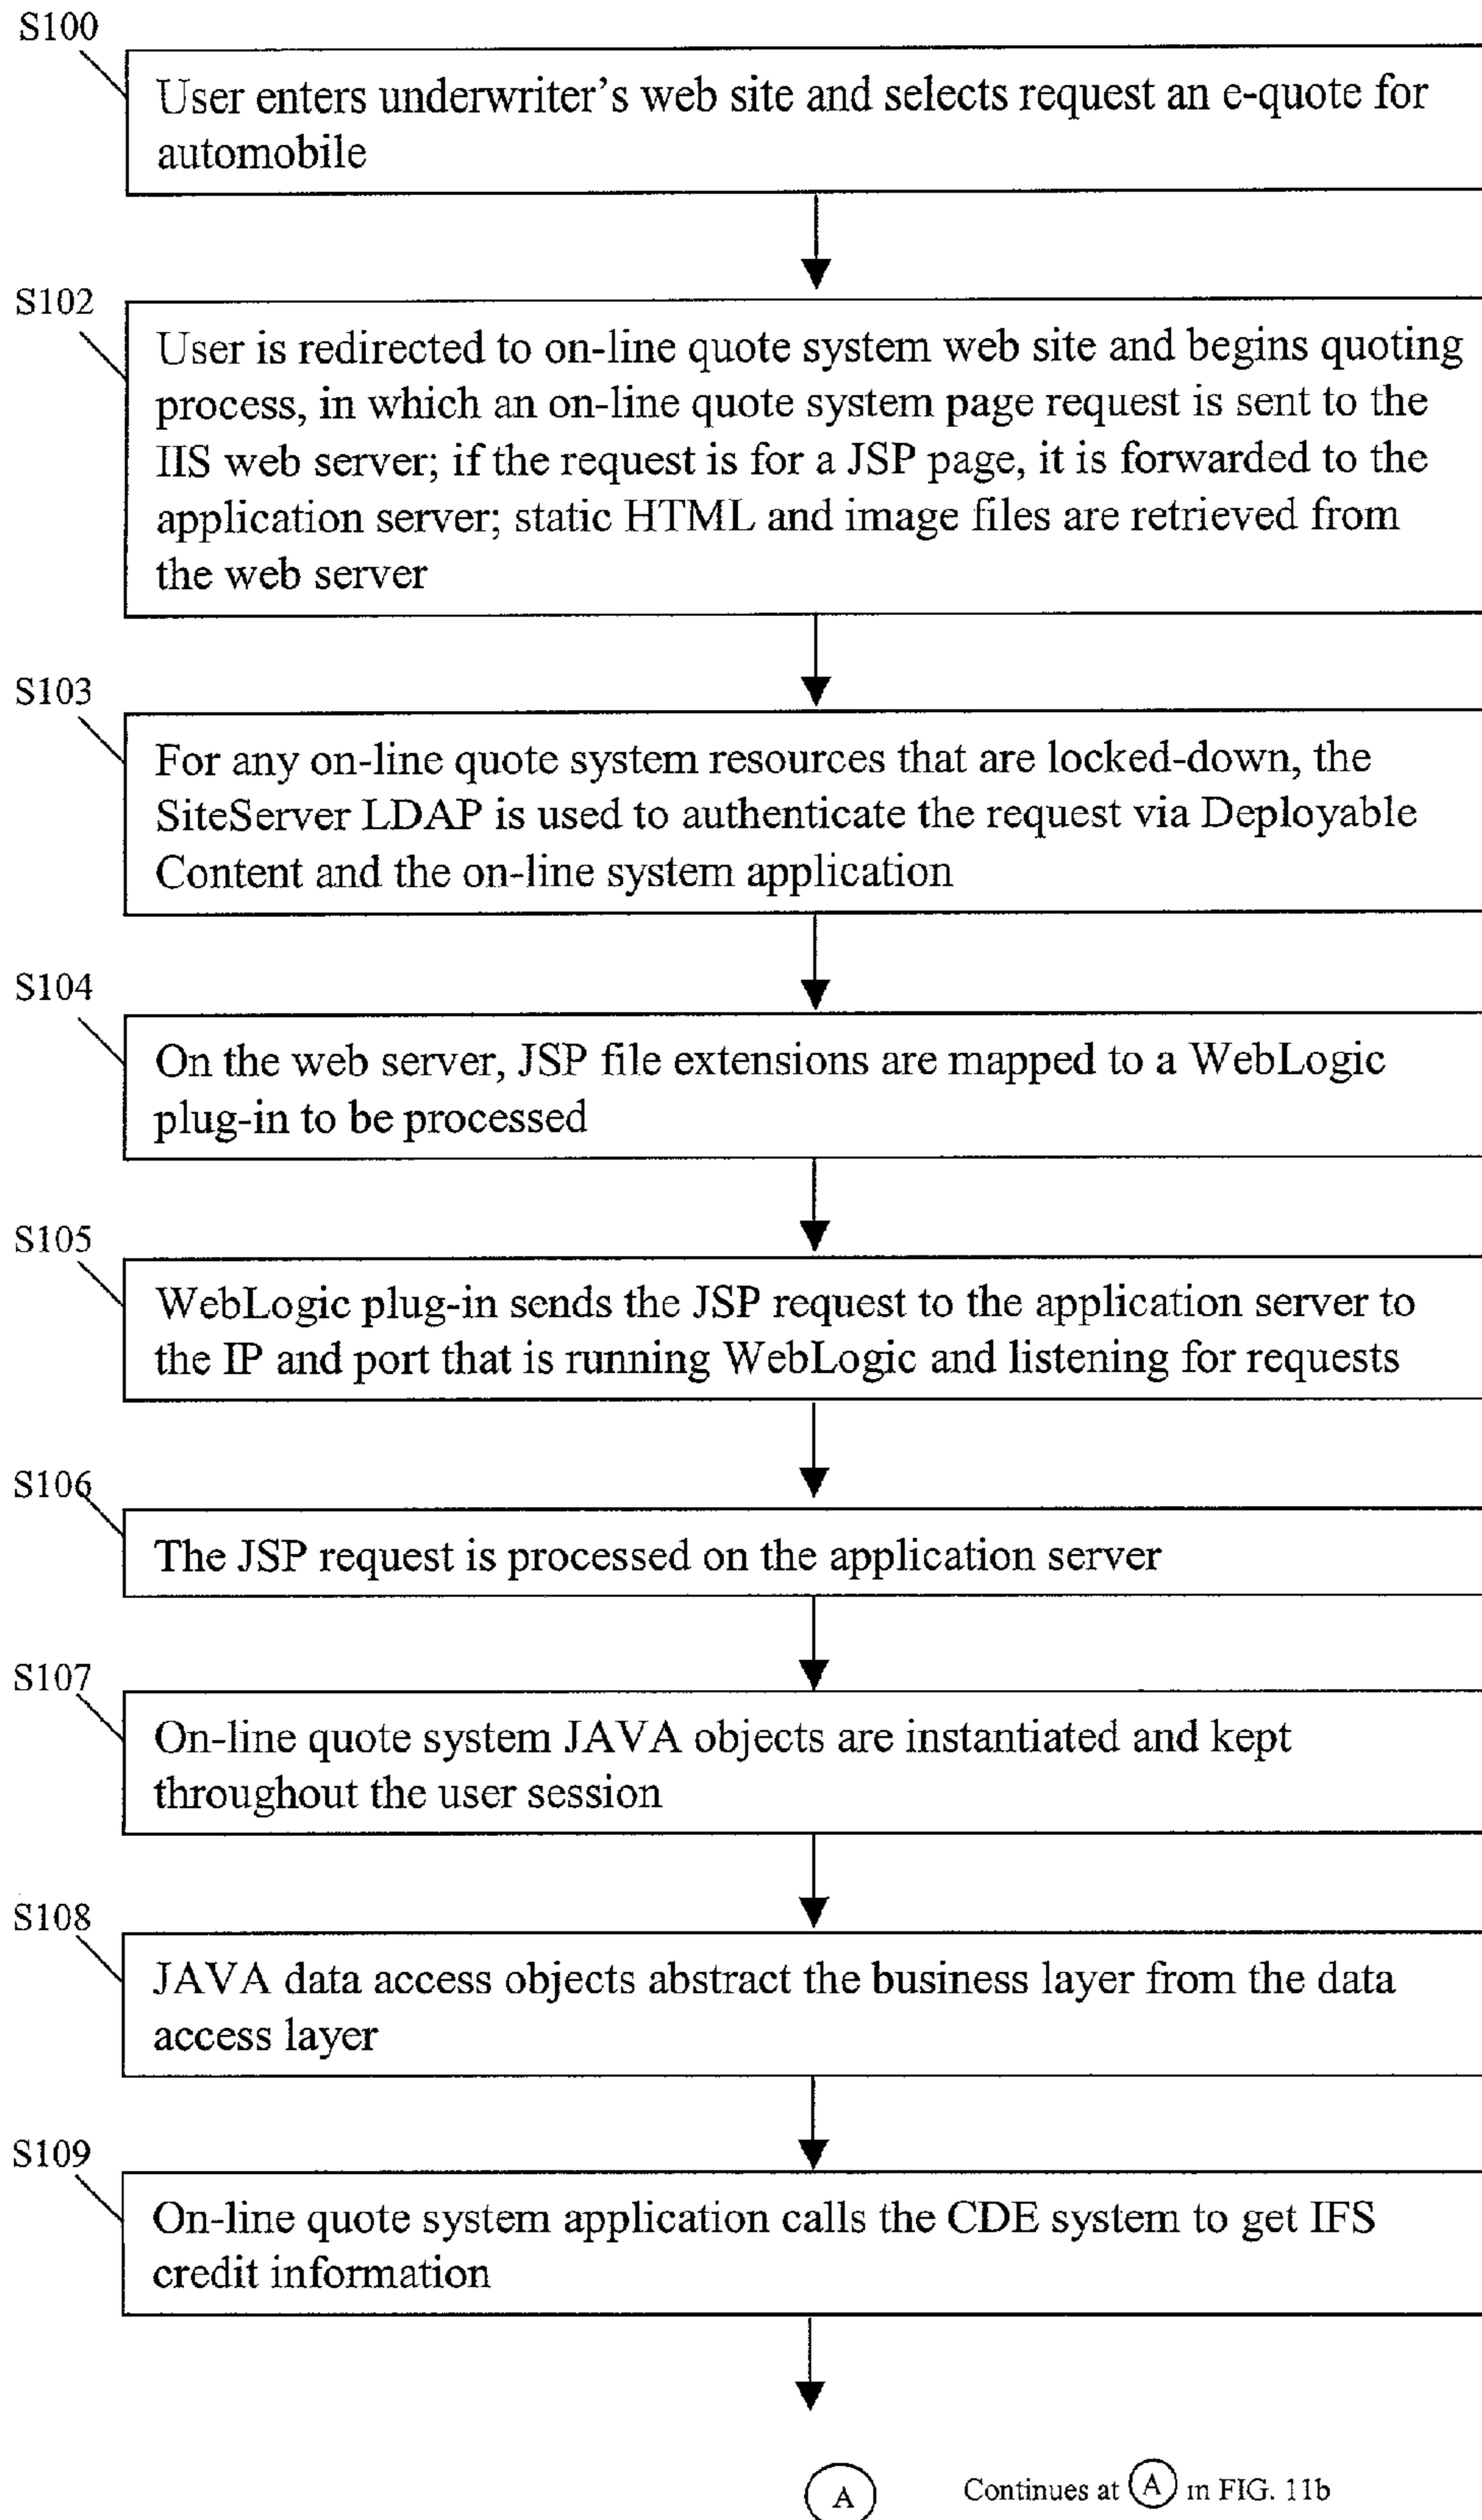 S100
User enters underwriter's web site and selects request an e-quote for
automobile
S102
User is redirected to on-line quote system web site and begins quoting
process, in which an on-line quote system page request is sent to the
IIS web server; if the request is for a JSP page, it is forwarded to the
application server; static HTML and image files are retrieved from
the web server
S103
For any on-line quote system resources that are locked-down, the
SiteServer LDAP is used to authenticate the request via Deployable
Content and the on-line system application
S104
On the web server, JSP file extensions are mapped to a WebLogic
plug-in to be processed
S105
WebLogic plug-in sends the JSP request to the application server to
the IP and port that is running WebLogic and listening for requests
S106
The JSP request is processed on the application server
S107
On-line quote system JAVA objects are instantiated and kept
throughout the user session
S108
JAVA data access objects abstract the business layer from the data
access layer
S109
On-line quote system application calls the CDE system to get IFS
credit information
A Continues at A in FIG. 11b